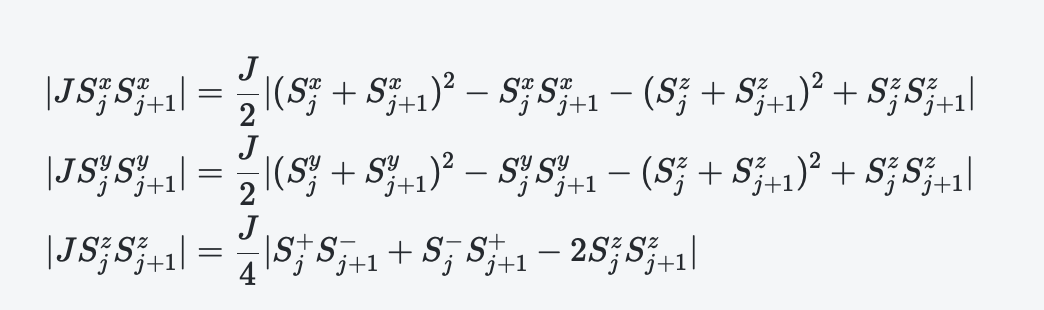 |JS_j^x S_{j+1}^x| = \frac{J}{2}|(S_j^x + S_{j+1}^x)^2 - S_j^x S_{j+1}^x - (S_j^z + S_{j+1}^z)^2 + S_j^z S_{j+1}^z|
|JS_j^y S_{j+1}^y| = \frac{J}{2}|(S_j^y + S_{j+1}^y)^2 - S_j^y S_{j+1}^y - (S_j^z + S_{j+1}^z)^2 + S_j^z S_{j+1}^z|
|JS_j^z S_{j+1}^z| = \frac{J}{4}|S_j^+ S_{j+1}^- + S_j^- S_{j+1}^+ - 2S_j^z S_{j+1}^z|